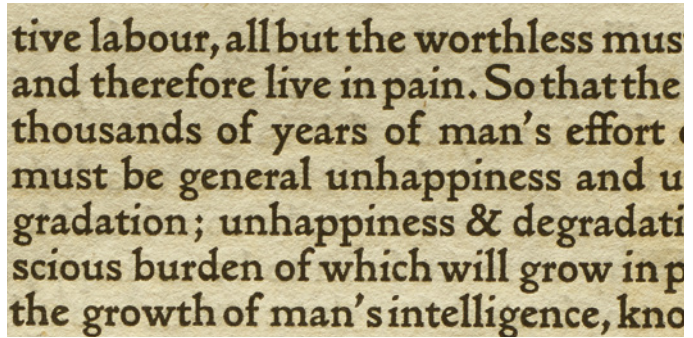 tive labour, all but the worthless mus
and therefore live in pain. So that the
thousands of years of man's effort
must be general unhappiness and u
gradation; unhappiness & degradati
scious burden of which will grow in p
the growth of man's intelligence, kno